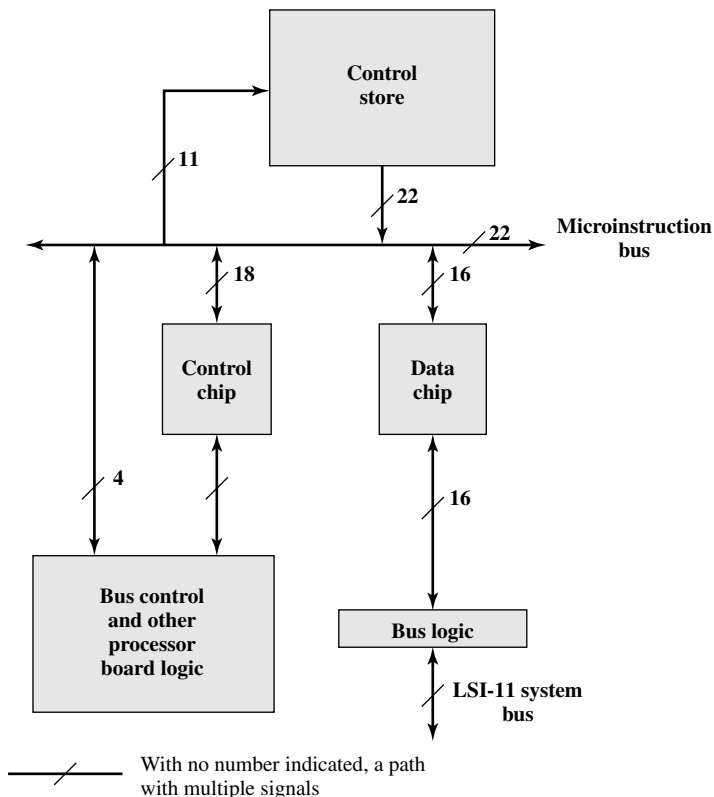 Control
store
11
22
22
Microinstruction
bus
18
16
Control
chip
Data
chip
4
16
Bus control
and other
processor
board logic
Bus logic
LSI-11 system
bus
With no number indicated, a path
with multiple signals